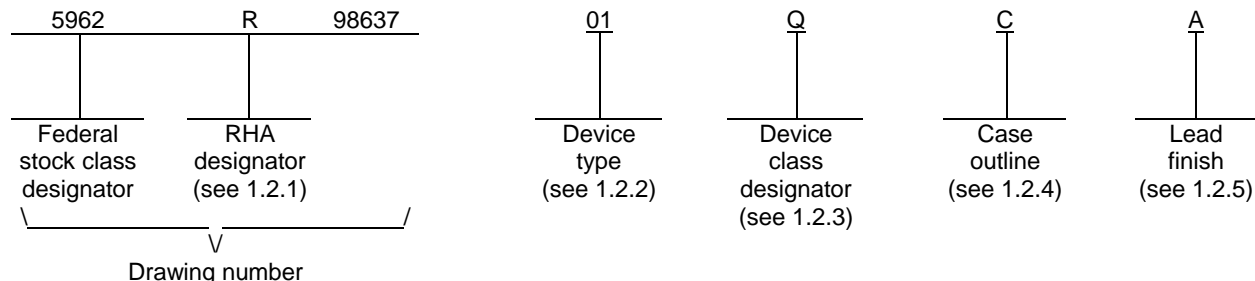 5962 R 98637 01 Q C A
Federal stock class designator
RHA designator (see 1.2.1)
Device type (see 1.2.2)
Device class designator (see 1.2.3)
Case outline (see 1.2.4)
Lead finish (see 1.2.5)
\ /
\/
Drawing number